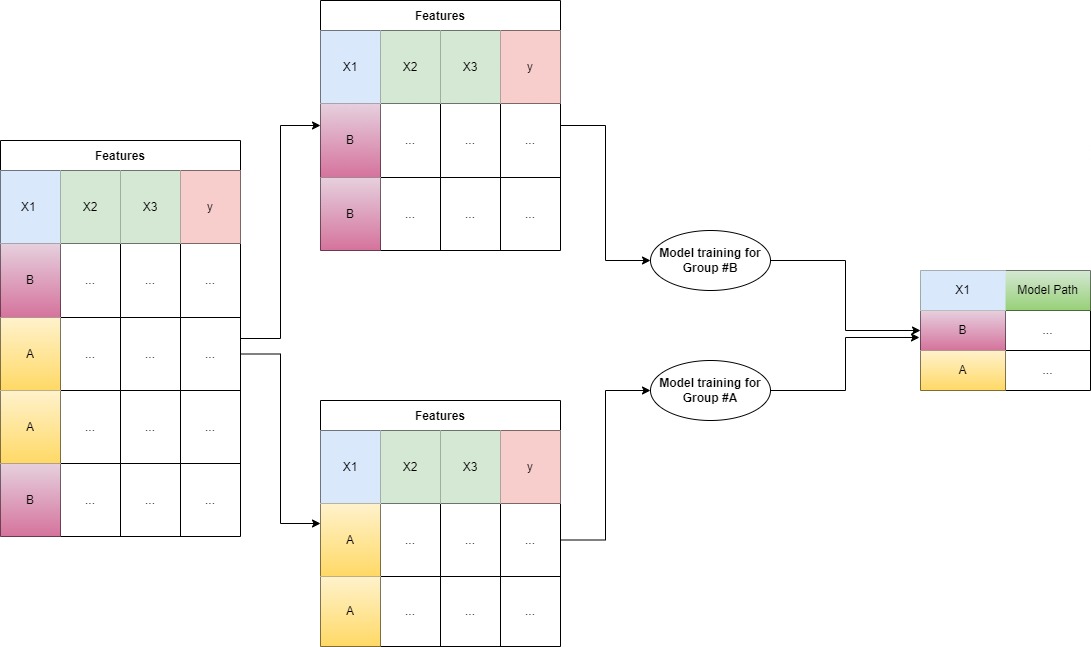 Features
X1 X2 X3 y
B ... ... ...
A ... ... ...
A ... ... ...
B ... ... ...
Features
X1 X2 X3 y
B ... ... ...
B ... ... ...
Features
X1 X2 X3 y
A ... ... ...
A ... ... ...
Model training for
Group #B
Model training for
Group #A
X1 Model Path
B ...
A ...